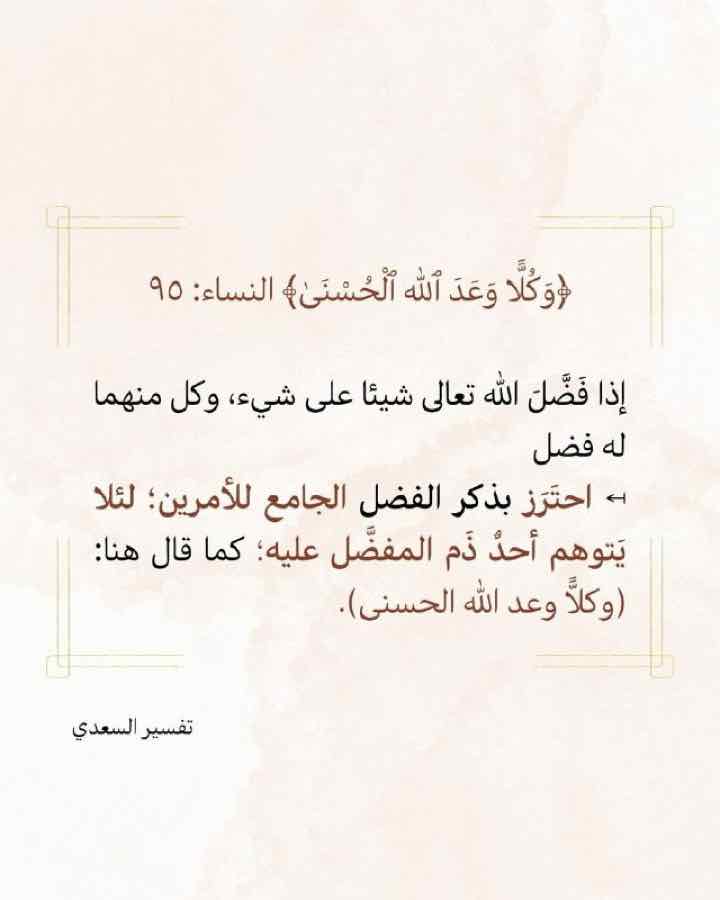 ﴿وَكُلًّا وَعَدَ ٱللَّه ٱلْحُسْنَىٰ﴾ النساء: ٩٥
إذا فَضَّلَ الله تعالى شيئا على شيء، وكل منهما
له فضل
↤ احتَرَز بذكر الفضل الجامع للأمرين؛ لئلا
يَتوهم أحدٌ ذَم المفضَّل عليه؛ كما قال هنا:
(وكلاًّ وعد الله الحسنى).
تفسير السعدي